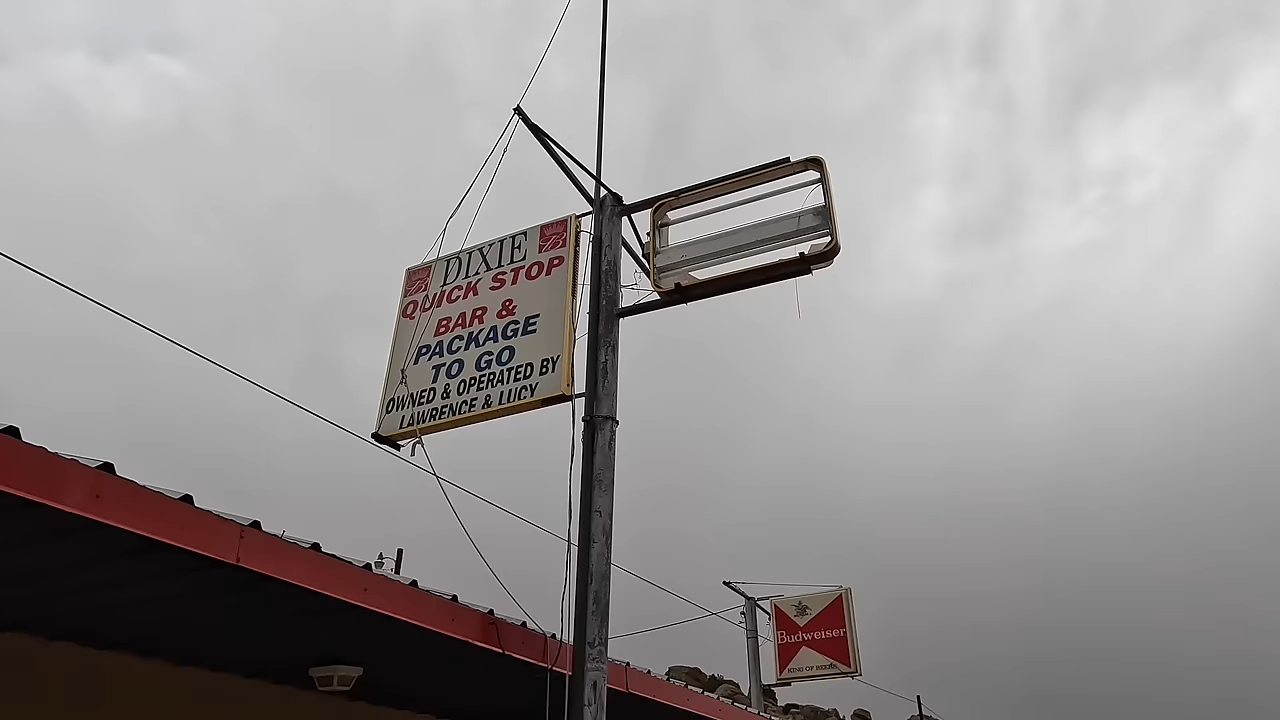 B DIXIE B
QUICK STOP
BAR &
PACKAGE
TO GO
OWNED & OPERATED BY
LAWRENCE & LUCY
Budweiser
KING OF BEERS